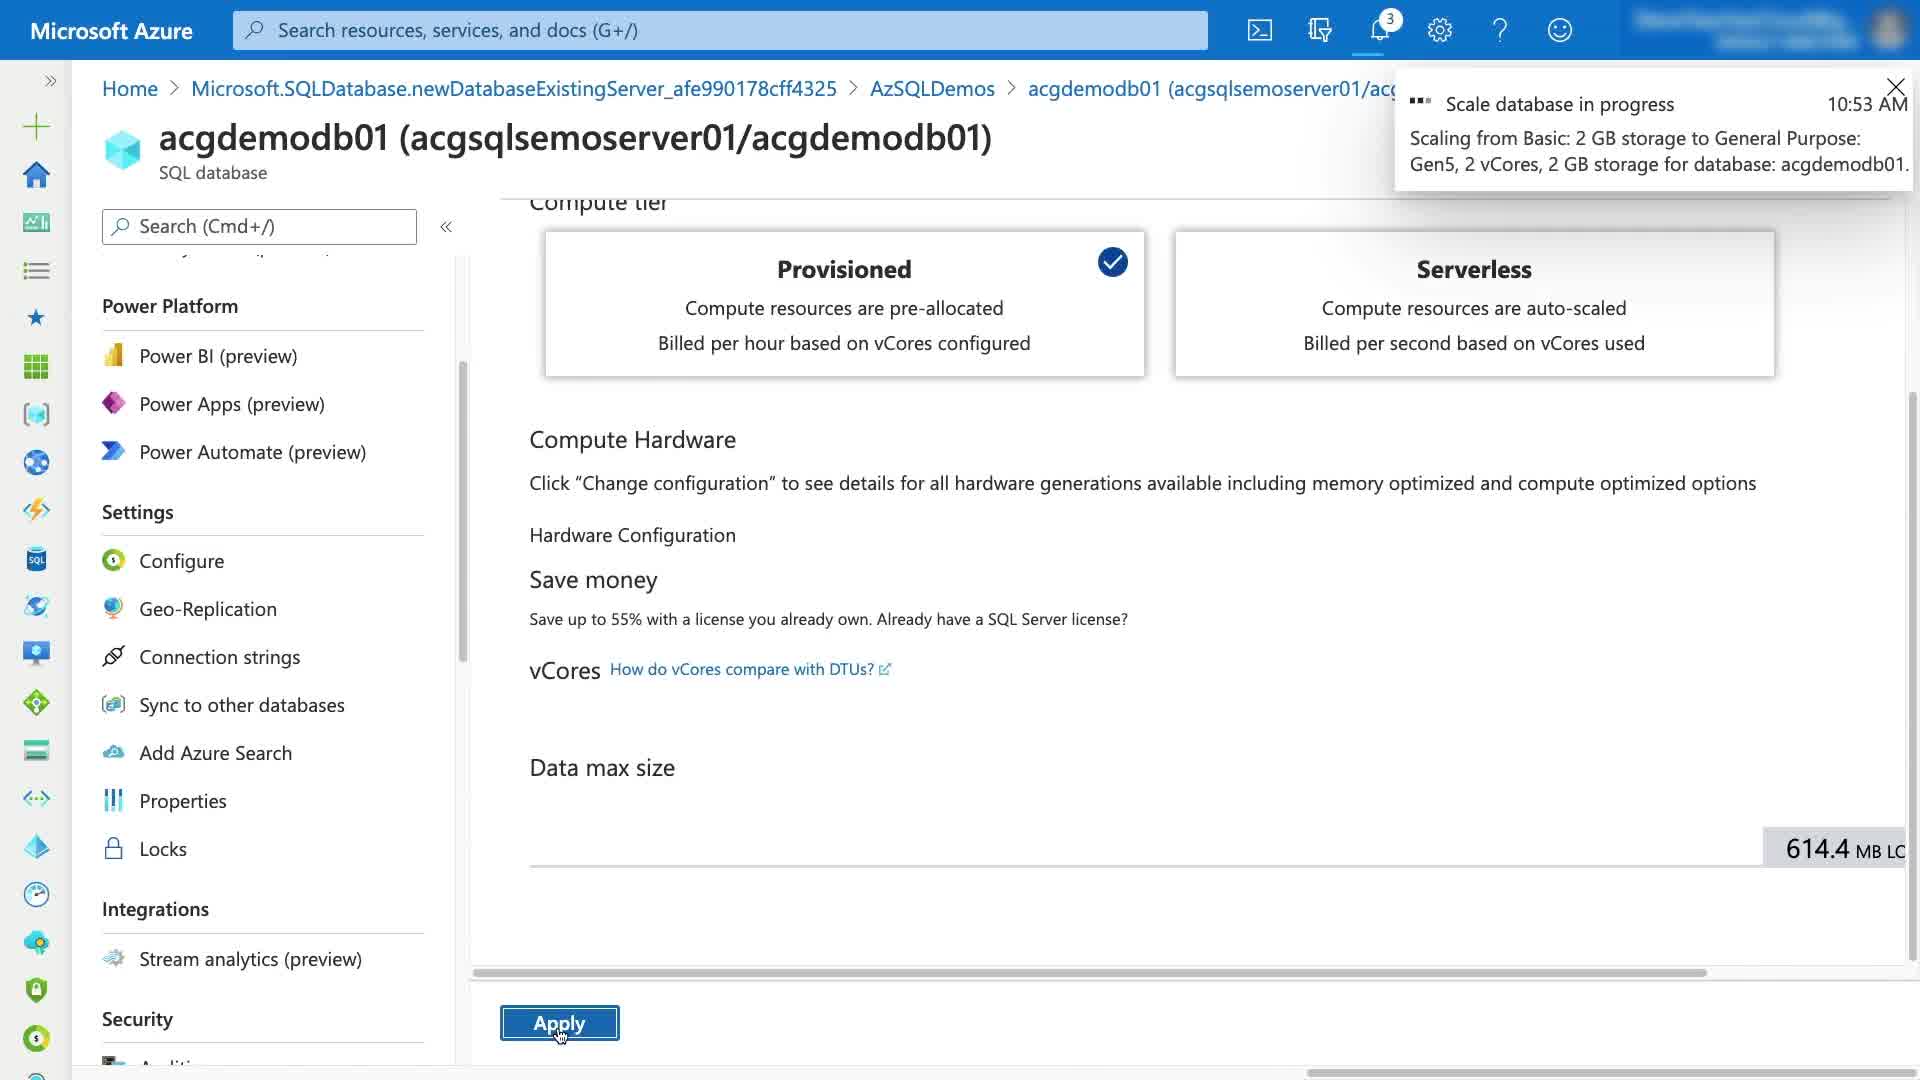 Microsoft Azure
Search resources, services, and docs (G+/)
3
Home > Microsoft.SQLDatabase.newDatabaseExistingServer_afe990178cff4325 > AzSQLDemos > acgdemodb01 (acgsqlsemoserver01/acg
Scale database in progress 10:53 AM
Scaling from Basic: 2 GB storage to General Purpose:
Gen5, 2 vCores, 2 GB storage for database: acgdemodb01.
acgdemodb01 (acgsqlsemoserver01/acgdemodb01)
SQL database
Search (Cmd+/)
Power Platform
Power BI (preview)
Power Apps (preview)
Power Automate (preview)
Settings
Configure
Geo-Replication
Connection strings
Sync to other databases
Add Azure Search
Properties
Locks
Integrations
Stream analytics (preview)
Security
Compute tier
Provisioned
Compute resources are pre-allocated
Billed per hour based on vCores configured
Serverless
Compute resources are auto-scaled
Billed per second based on vCores used
Compute Hardware
Click “Change configuration” to see details for all hardware generations available including memory optimized and compute optimized options
Hardware Configuration
Save money
Save up to 55% with a license you already own. Already have a SQL Server license?
vCores How do vCores compare with DTUs?
Data max size
614.4 MB LO
Apply
SQL